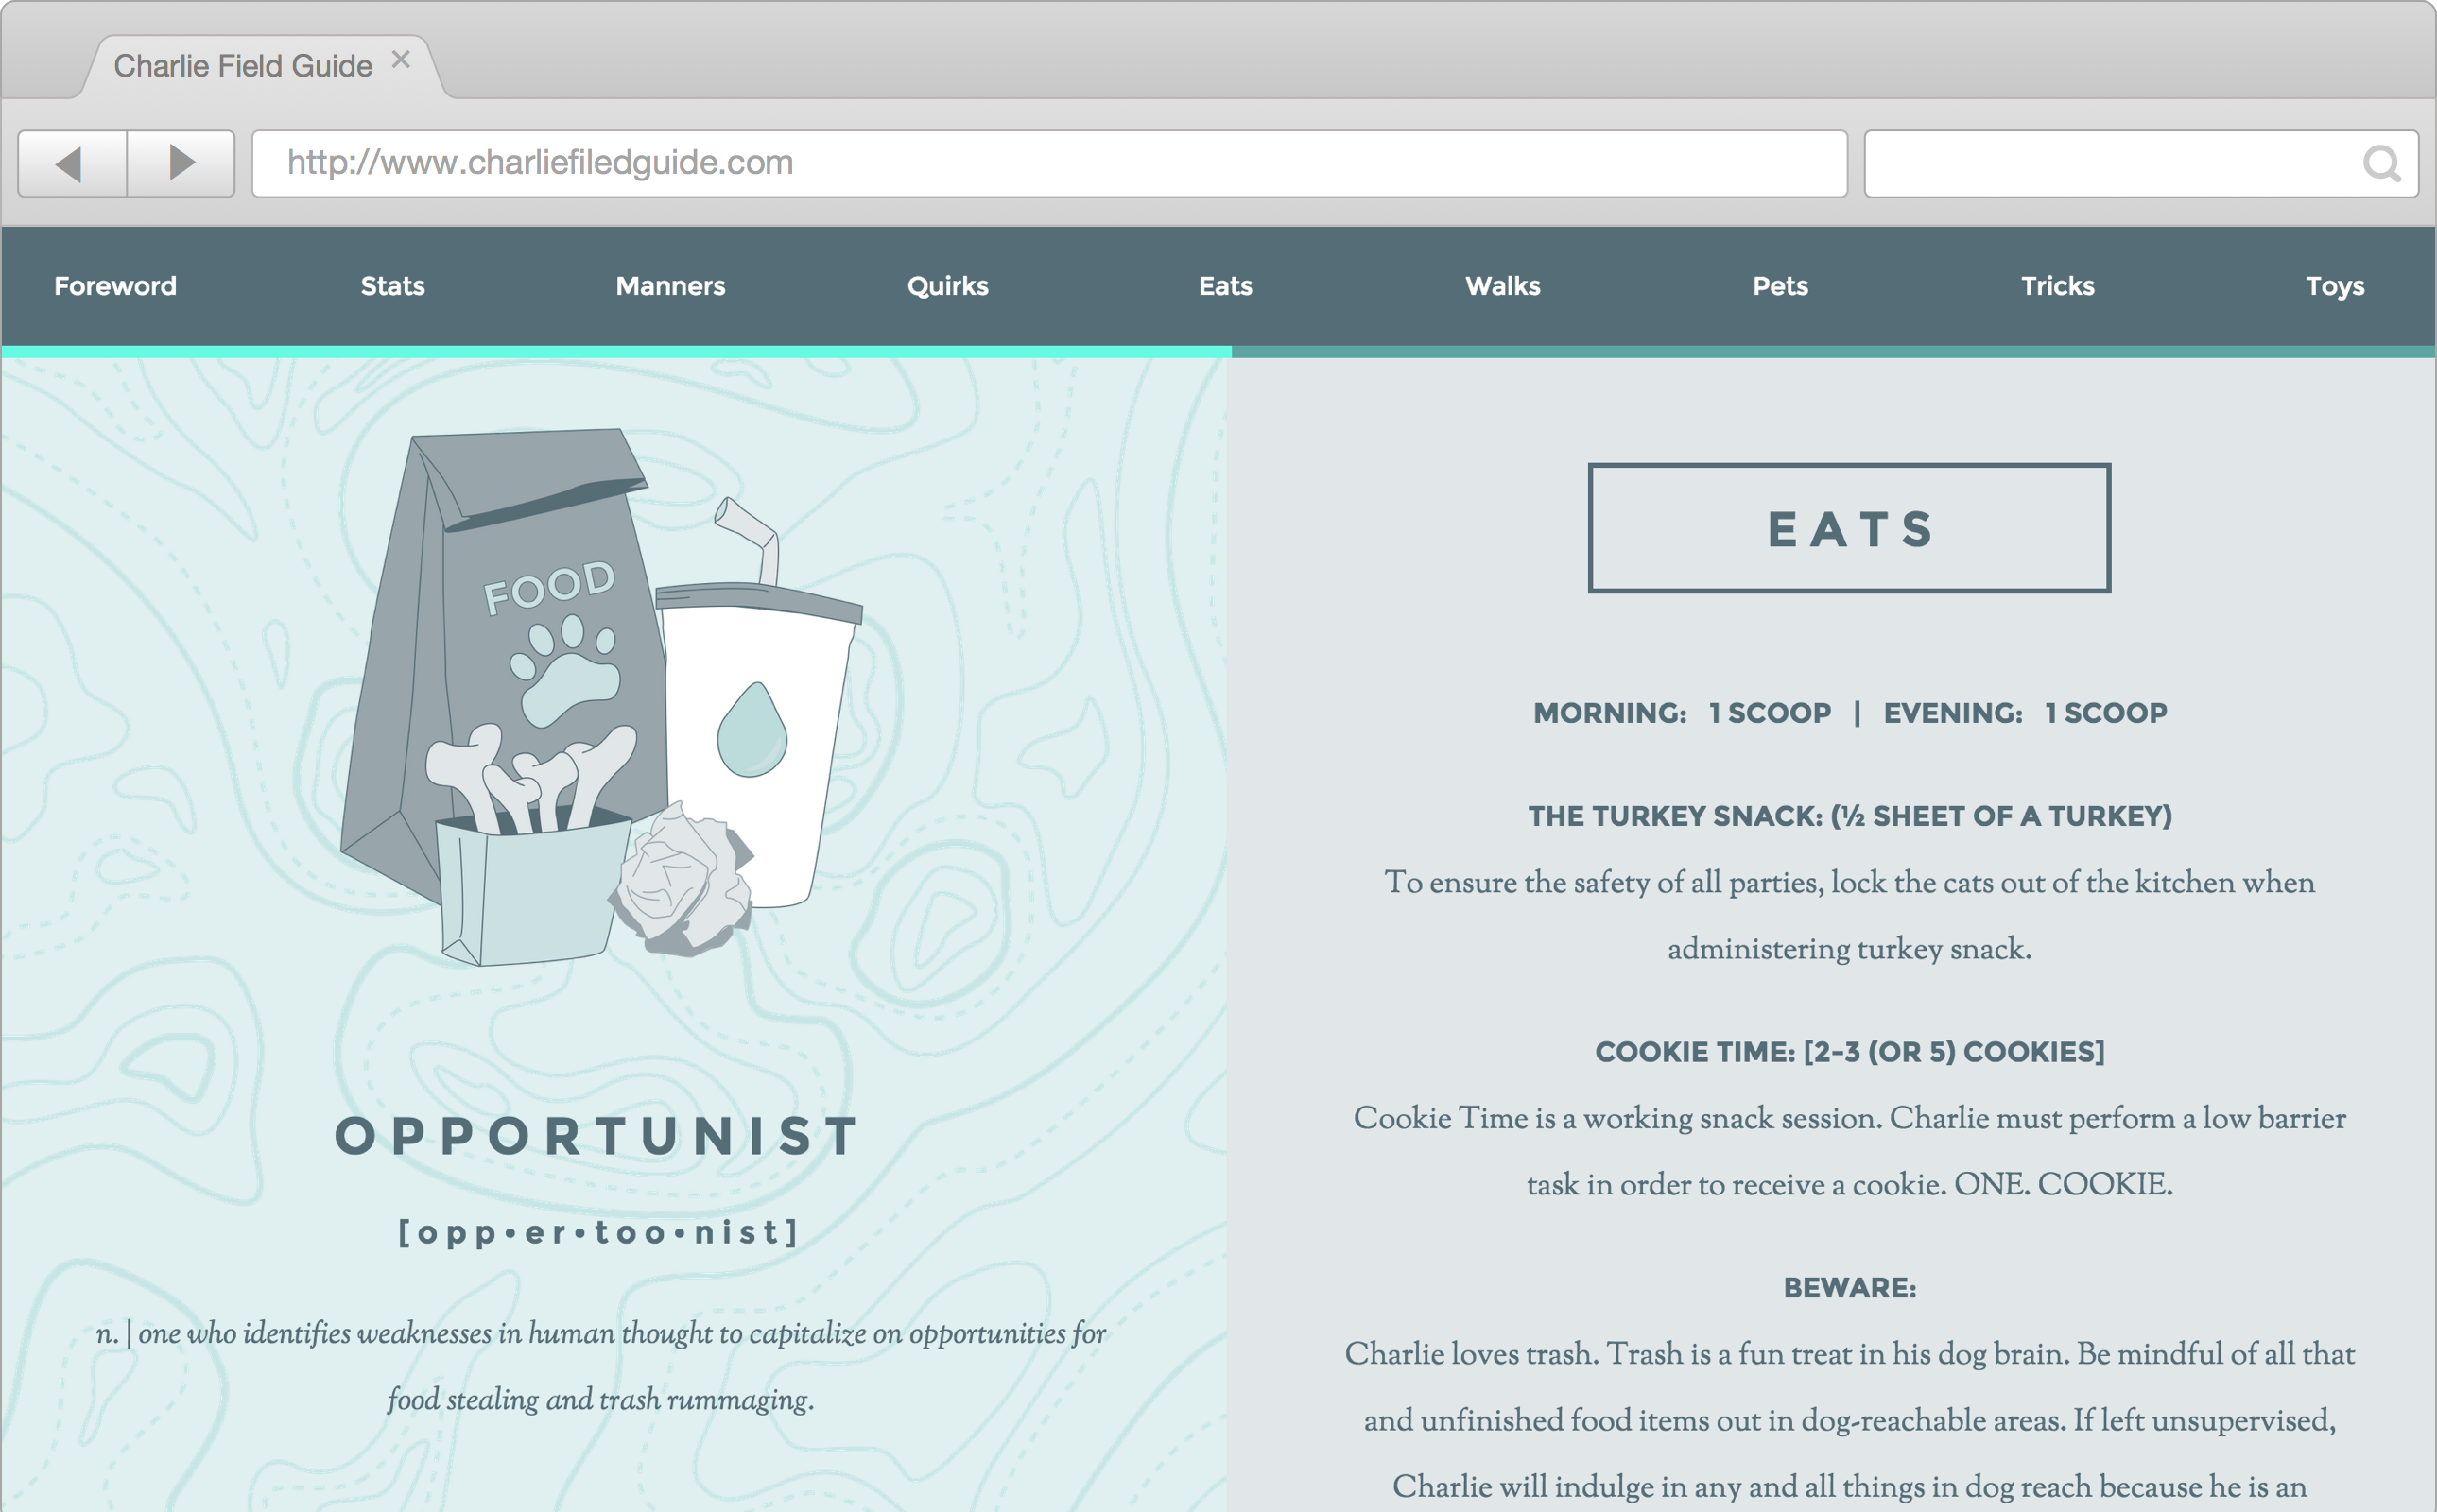 Charlie Field Guide
http://www.charliefiledguide.com
Foreword Stats Manners Quirks Eats Walks Pets Tricks Toys
FOOD
OPPORTUNIST
[opp•er•too•nist]
n. | one who identifies weaknesses in human thought to capitalize on opportunities for
food stealing and trash rummaging.
EATS
MORNING: 1 SCOOP | EVENING: 1 SCOOP
THE TURKEY SNACK: (½ SHEET OF A TURKEY)
To ensure the safety of all parties, lock the cats out of the kitchen when
administering turkey snack.
COOKIE TIME: [2-3 (OR 5) COOKIES]
Cookie Time is a working snack session. Charlie must perform a low barrier
task in order to receive a cookie. ONE. COOKIE.
BEWARE:
Charlie loves trash. Trash is a fun treat in his dog brain. Be mindful of all that
and unfinished food items out in dog-reachable areas. If left unsupervised,
Charlie will indulge in any and all things in dog reach because he is an